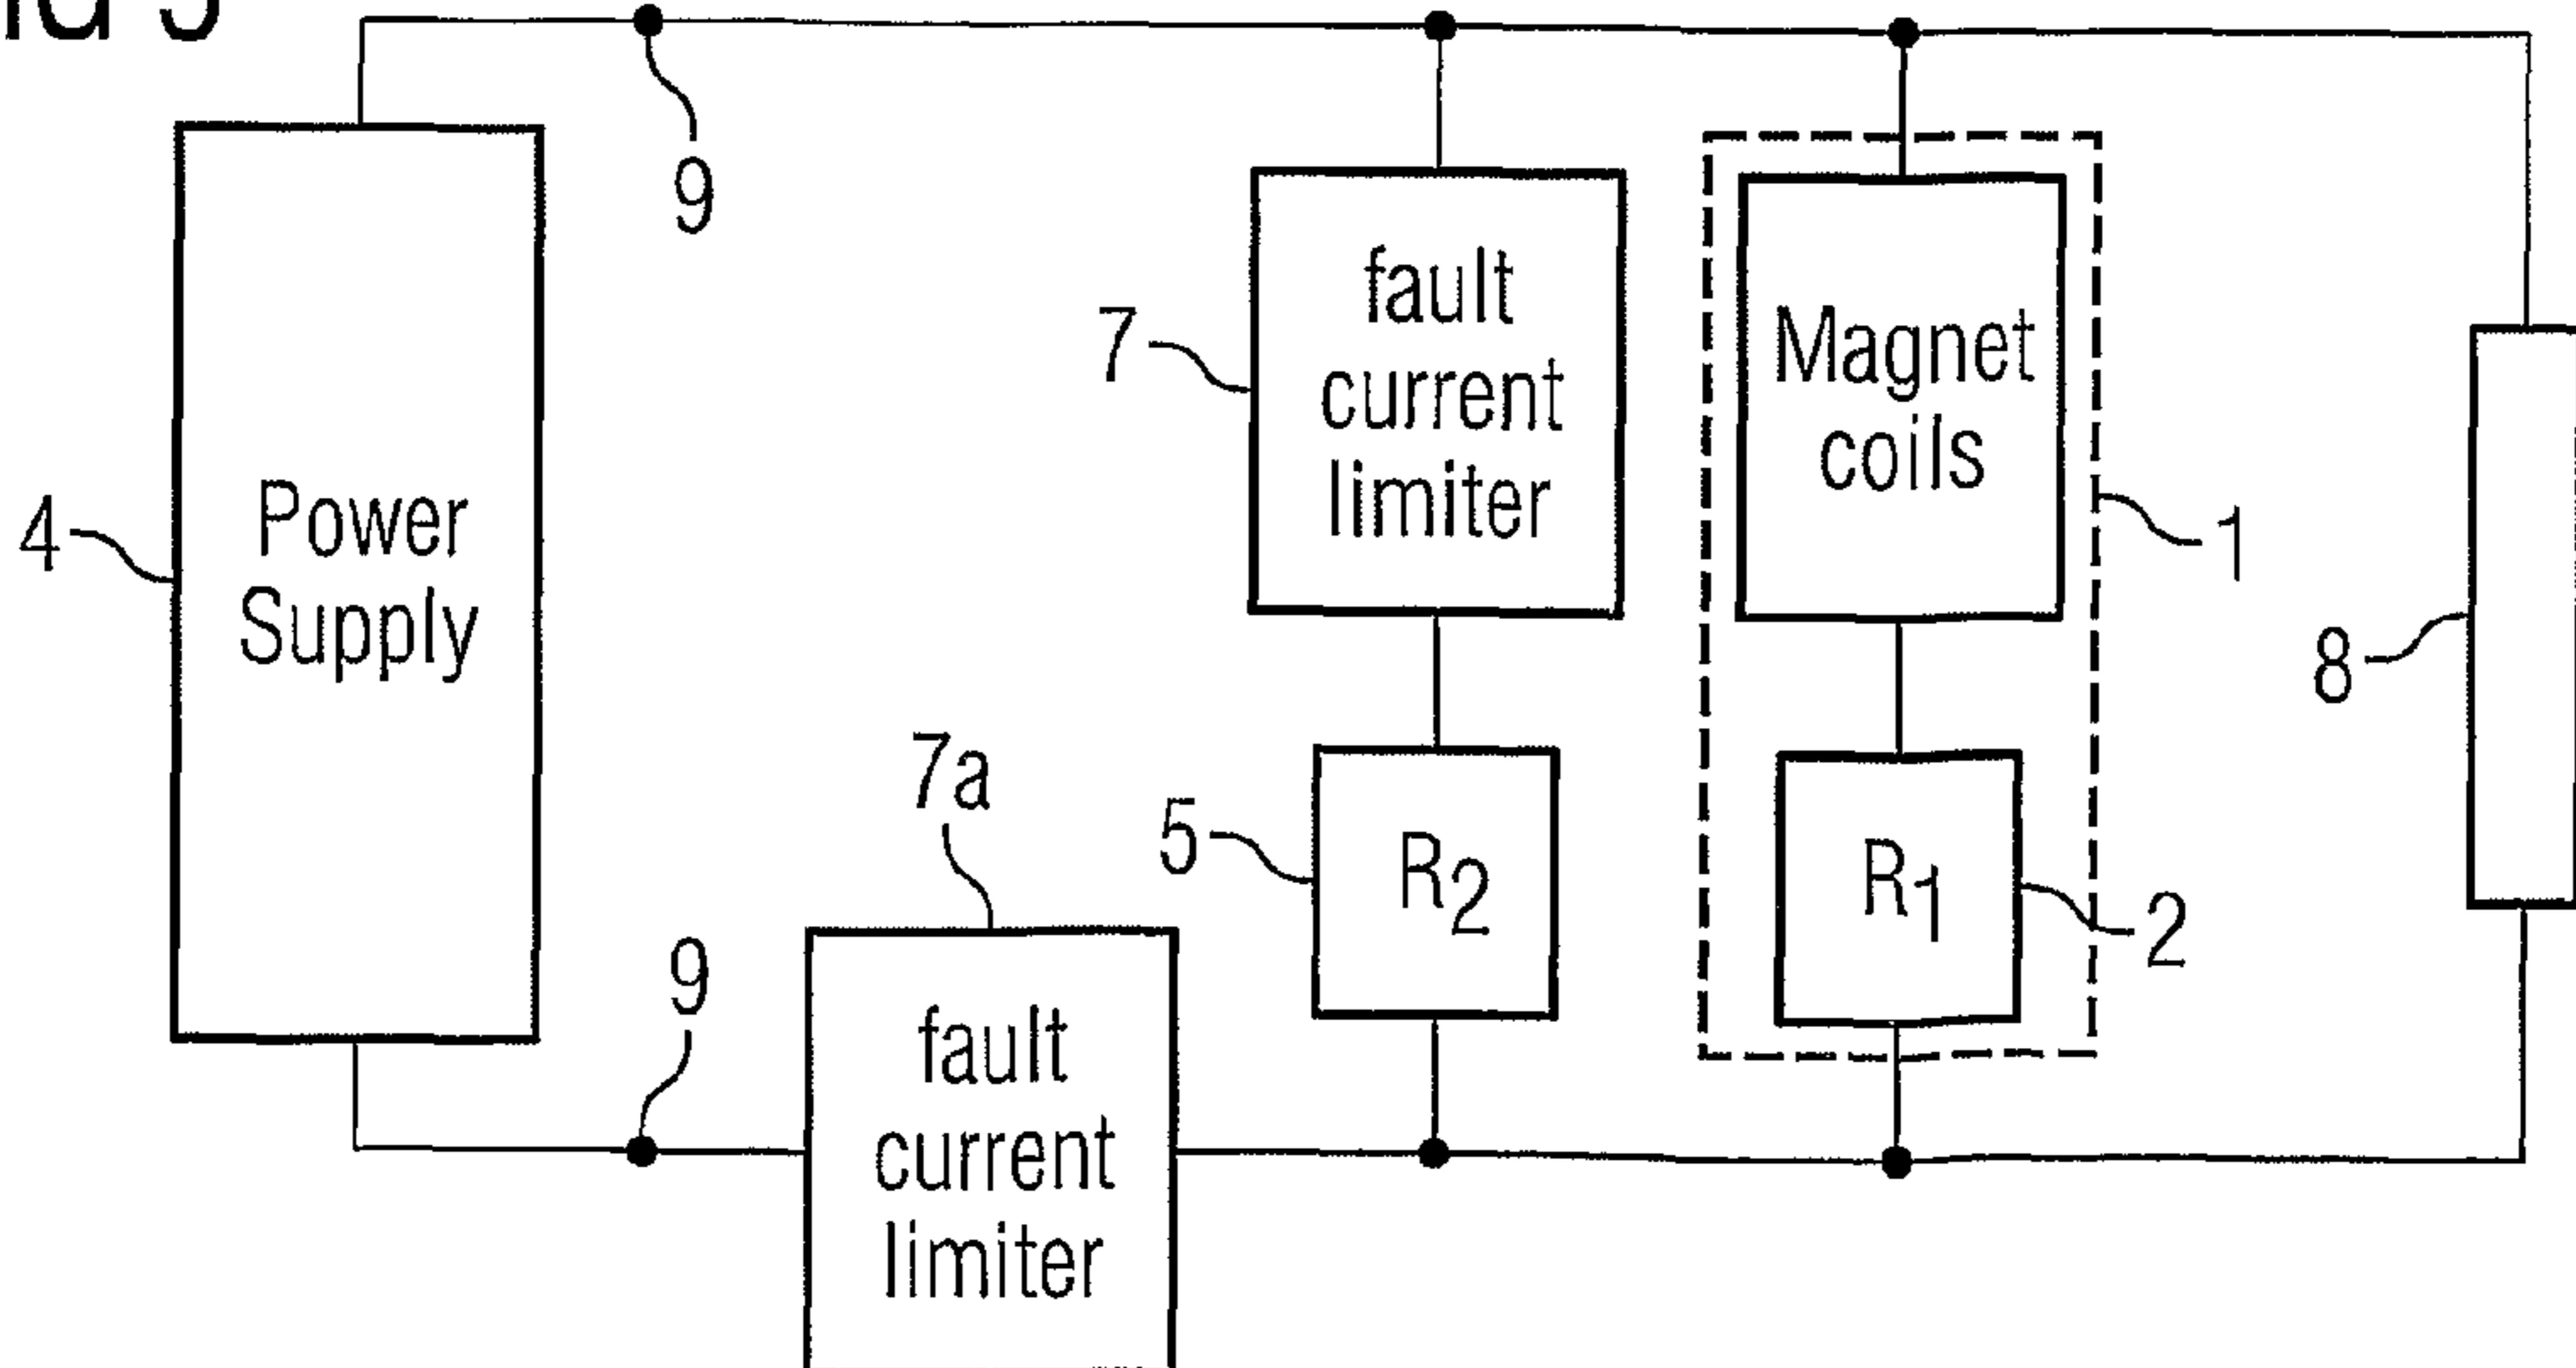 9
fault
current
limiter
7
Magnet
coils
1
4
Power
Supply
8
7a
5
R2
R1
2
9
fault
current
limiter